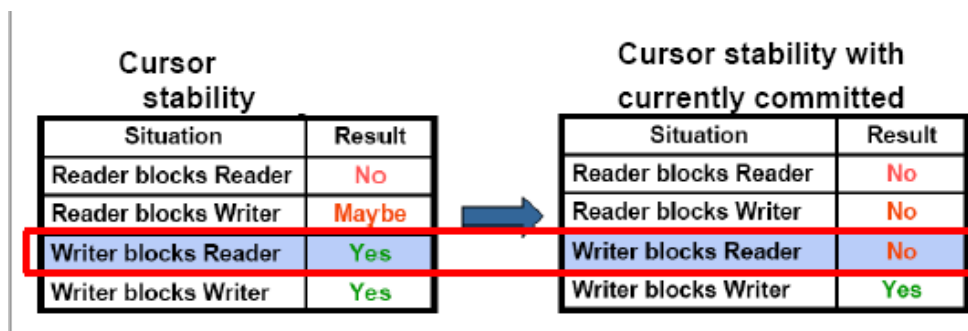 Cursor
stability
Situation Result
Reader blocks Reader No
Reader blocks Writer Maybe
Writer blocks Reader Yes
Writer blocks Writer Yes
Cursor stability with
currently committed
Situation Result
Reader blocks Reader No
Reader blocks Writer No
Writer blocks Reader No
Writer blocks Writer Yes